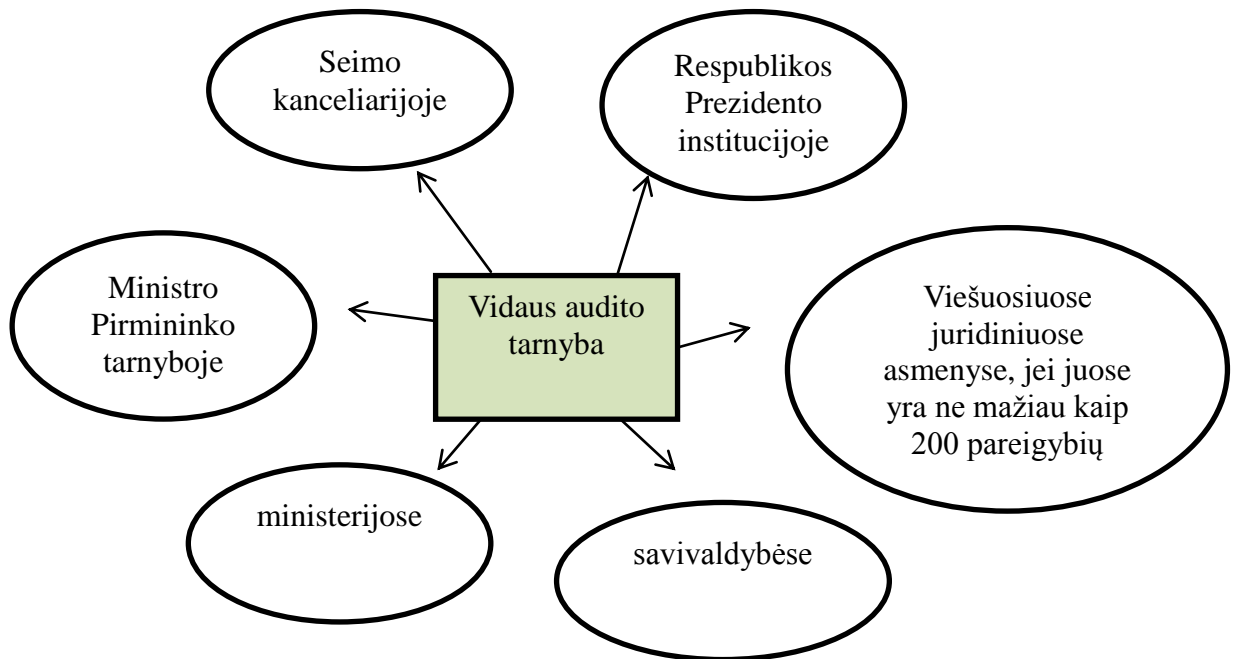 Seimo
kanceliarijoje
Respublikos
Prezidento
institucijoje
Ministro
Pirmininko
tarnyboje
Vidaus audito
tarnyba
Viešuosiuose
juridiniuose
asmenyse, jei juose
yra ne mažiau kaip
200 pareigybių
ministerijose
savivaldybėse